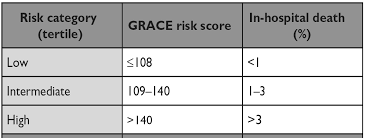 Risk category (tertile) GRACE risk score In-hospital death (%)
Low ≤108 <1
Intermediate 109–140 1–3
High >140 >3